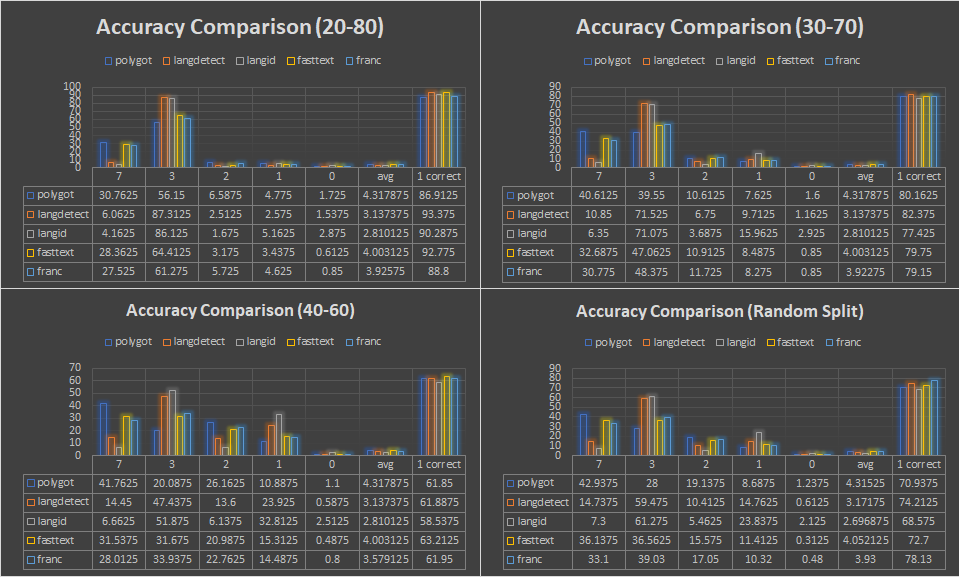 Accuracy Comparison (20-80)
polygot langdetect langid fasttext franc
100
90
80
70
60
50
40
30
20
10
0
7 3 2 1 0 avg 1 correct
polygot 30.7625 56.15 6.5875 4.775 1.725 4.317875 86.9125
langdetect 6.0625 87.3125 2.5125 2.575 1.5375 3.137375 93.375
langid 4.1625 86.125 1.675 5.1625 2.875 2.810125 90.2875
fasttext 28.3625 64.4125 3.175 3.4375 0.6125 4.003125 92.775
franc 27.525 61.275 5.725 4.625 0.85 3.92575 88.8
Accuracy Comparison (30-70)
polygot langdetect langid fasttext franc
90
80
70
60
50
40
30
20
10
0
7 3 2 1 0 avg 1 correct
polygot 40.6125 39.55 10.6125 7.625 1.6 4.317875 80.1625
langdetect 10.85 71.525 6.75 9.7125 1.1625 3.137375 82.375
langid 6.35 71.075 3.6875 15.9625 2.925 2.810125 77.425
fasttext 32.6875 47.0625 10.9125 8.4875 0.85 4.003125 79.75
franc 30.775 48.375 11.725 8.275 0.85 3.92275 79.15
Accuracy Comparison (40-60)
polygot langdetect langid fasttext franc
70
60
50
40
30
20
10
0
7 3 2 1 0 avg 1 correct
polygot 41.7625 20.0875 26.1625 10.8875 1.1 4.317875 61.85
langdetect 14.45 47.4375 13.6 23.925 0.5875 3.137375 61.8875
langid 6.6625 51.875 6.1375 32.8125 2.5125 2.810125 58.5375
fasttext 31.5375 31.675 20.9875 15.3125 0.4875 4.003125 63.2125
franc 28.0125 33.9375 22.7625 14.4875 0.8 3.579125 61.95
Accuracy Comparison (Random Split)
polygot langdetect langid fasttext franc
90
80
70
60
50
40
30
20
10
0
7 3 2 1 0 avg 1 correct
polygot 42.9375 28 19.1375 8.6875 1.2375 4.31525 70.9375
langdetect 14.7375 59.475 10.4125 14.7625 0.6125 3.17175 74.2125
langid 7.3 61.275 5.4625 23.8375 2.125 2.696875 68.575
fasttext 36.1375 36.5625 15.575 11.4125 0.3125 4.052125 72.7
franc 33.1 39.03 17.05 10.32 0.48 3.93 78.13